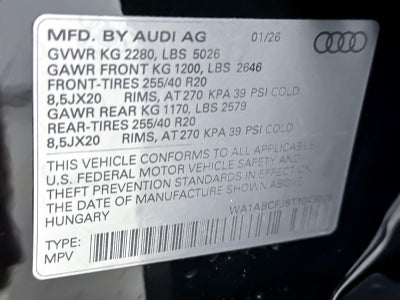 MFD. BY AUDI AG 01/26
GVWR KG 2280, LBS 5026
GAWR FRONT KG 1200, LBS 2646
FRONT-TIRES 255/40 R20
8,5JX20 RIMS, AT 270 KPA 39 PSI COLD
GAWR REAR KG 1170, LBS 2579
REAR-TIRES 255/40 R20
8,5JX20 RIMS, AT 270 KPA 39 PSI COLD
THIS VEHICLE CONFORMS TO ALL APPLICABLE
U.S. FEDERAL MOTOR VEHICLE SAFETY AND
THEFT PREVENTION STANDARDS IN EFFECT ON
THE DATE OF MANUFACTURE SHOWN ABOVE
HUNGARY
TYPE:
MPV